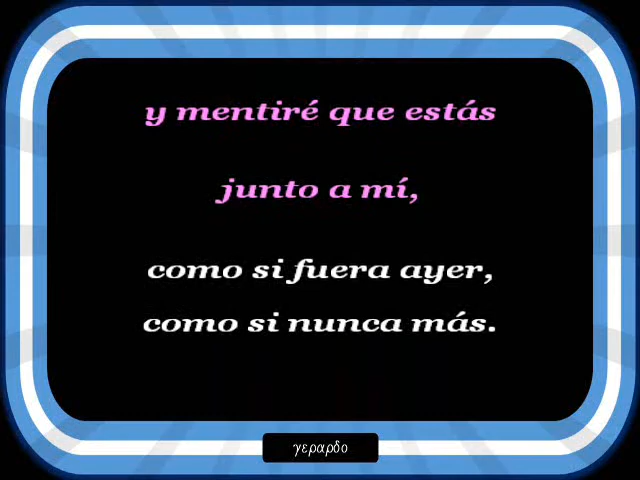 y mentiré que estás
junto a mí,
como si fuera ayer,
como si nunca más.
γεραρδο